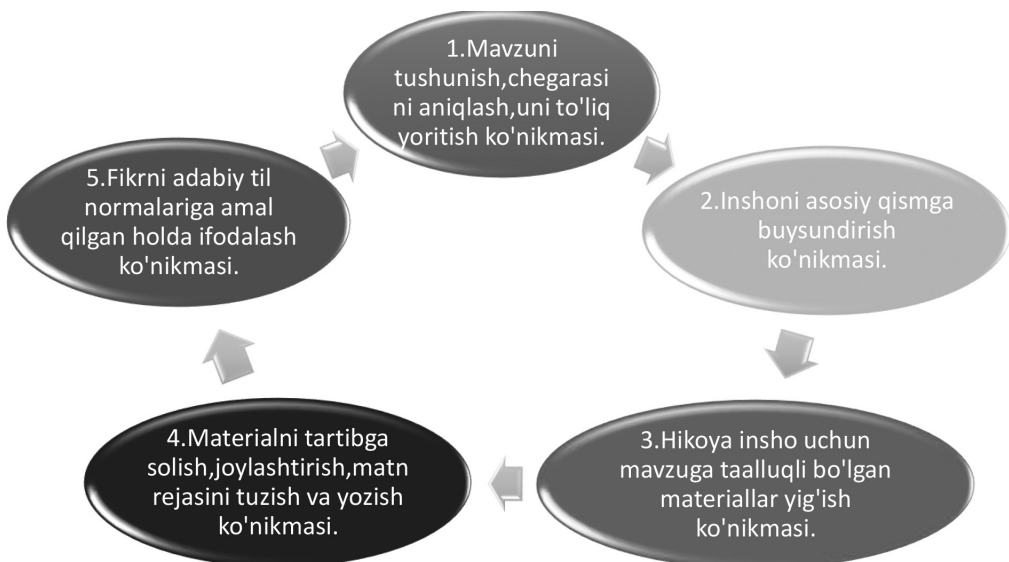 1.Mavzuni
tushunish,chegarasi
ni aniqlash,uni to'liq
yoritish ko'nikmasi.
2.Inshoni asosiy qismga
buysundirish
ko'nikmasi.
3.Hikoya insho uchun
mavzuga taalluqli bo'lgan
materiallar yig'ish
ko'nikmasi.
4.Materialni tartibga
solish,joylashtirish,matn
rejasini tuzish va yozish
ko'nikmasi.
5.Fikrni adabiy til
normalariga amal
qilgan holda ifodalash
ko'nikmasi.